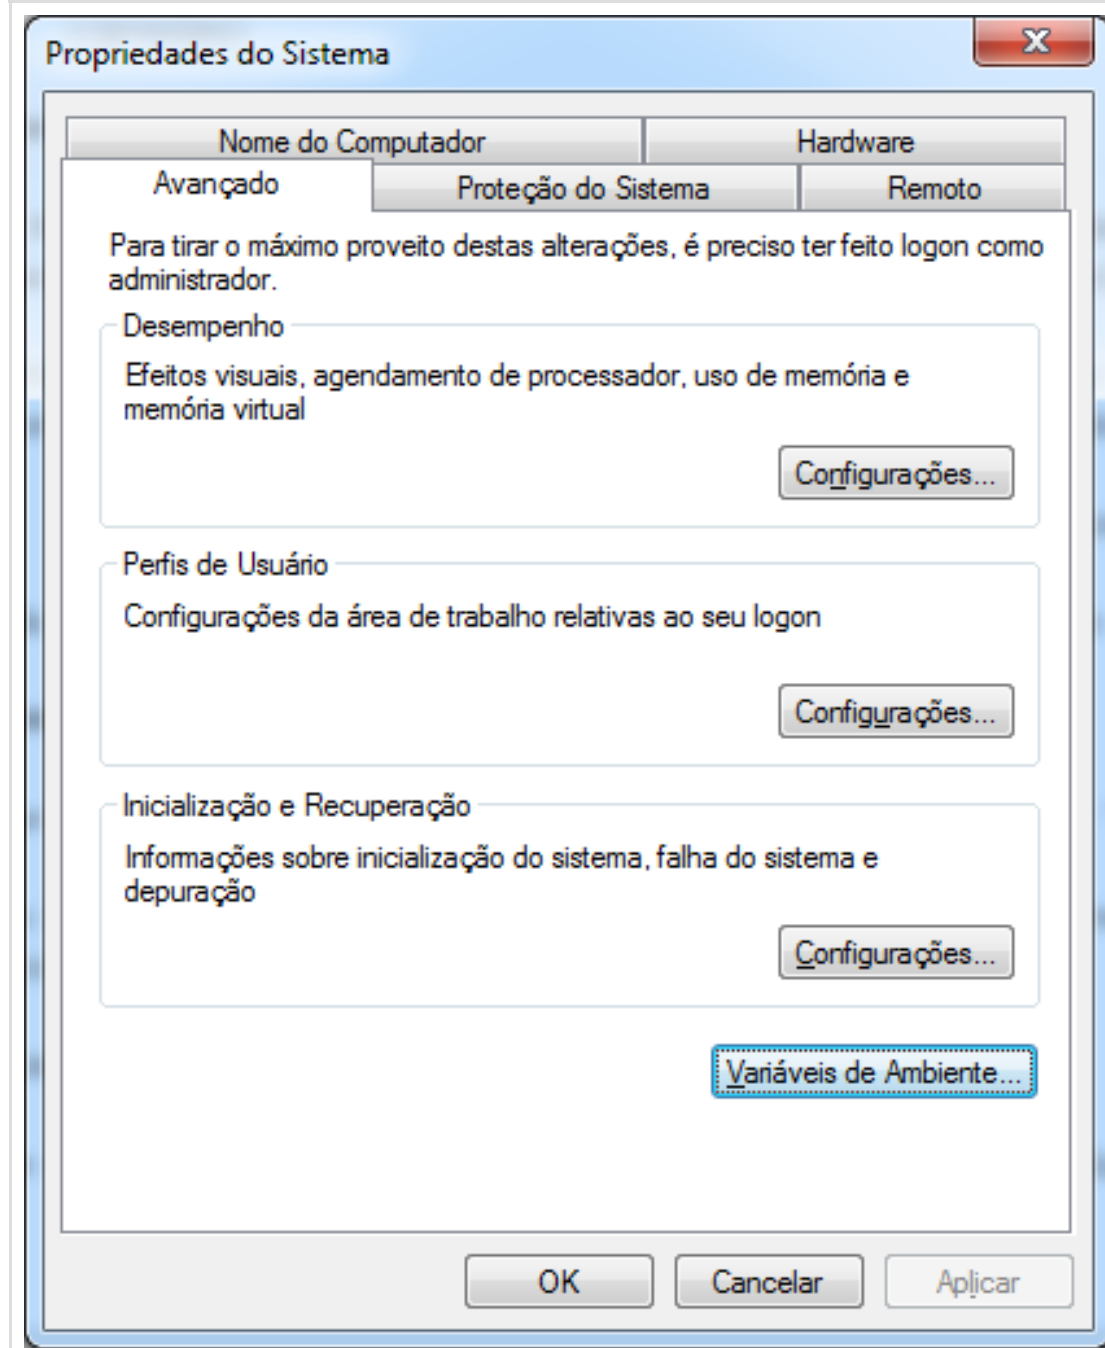 Propriedades do Sistema
Nome do Computador
Hardware
Avançado
Proteção do Sistema
Remoto
Para tirar o máximo proveito destas alterações, é preciso ter feito logon como
administrador.
Desempenho
Efeitos visuais, agendamento de processador, uso de memória e
memória virtual
Configurações...
Perfis de Usuário
Configurações da área de trabalho relativas ao seu logon
Configurações...
Inicialização e Recuperação
Informações sobre inicialização do sistema, falha do sistema e
depuração
Configurações...
Variáveis de Ambiente...
OK
Cancelar
Aplicar